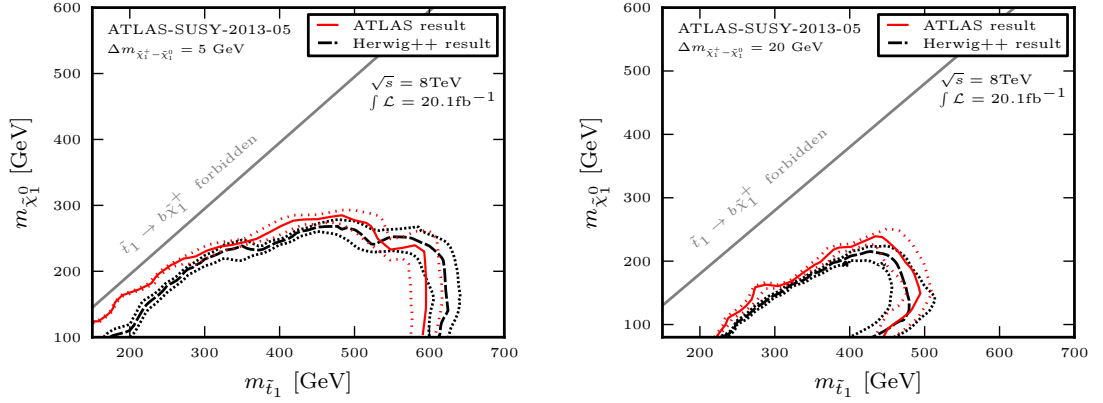 ATLAS-SUSY-2013-05
Δm_{χ̃₁⁺−χ̃₁⁰} = 5 GeV
ATLAS result
Herwig++ result
√s = 8TeV
∫ ℒ = 20.1fb⁻¹
t̃₁ → bχ̃₁⁺ forbidden
600
500
400
300
200
100
m_{χ̃₁⁰} [GeV]
200 300 400 500 600 700
m_{t̃₁} [GeV]
ATLAS-SUSY-2013-05
Δm_{χ̃₁⁺−χ̃₁⁰} = 20 GeV
ATLAS result
Herwig++ result
√s = 8TeV
∫ ℒ = 20.1fb⁻¹
t̃₁ → bχ̃₁⁺ forbidden
600
500
400
300
200
100
m_{χ̃₁⁰} [GeV]
200 300 400 500 600 700
m_{t̃₁} [GeV]